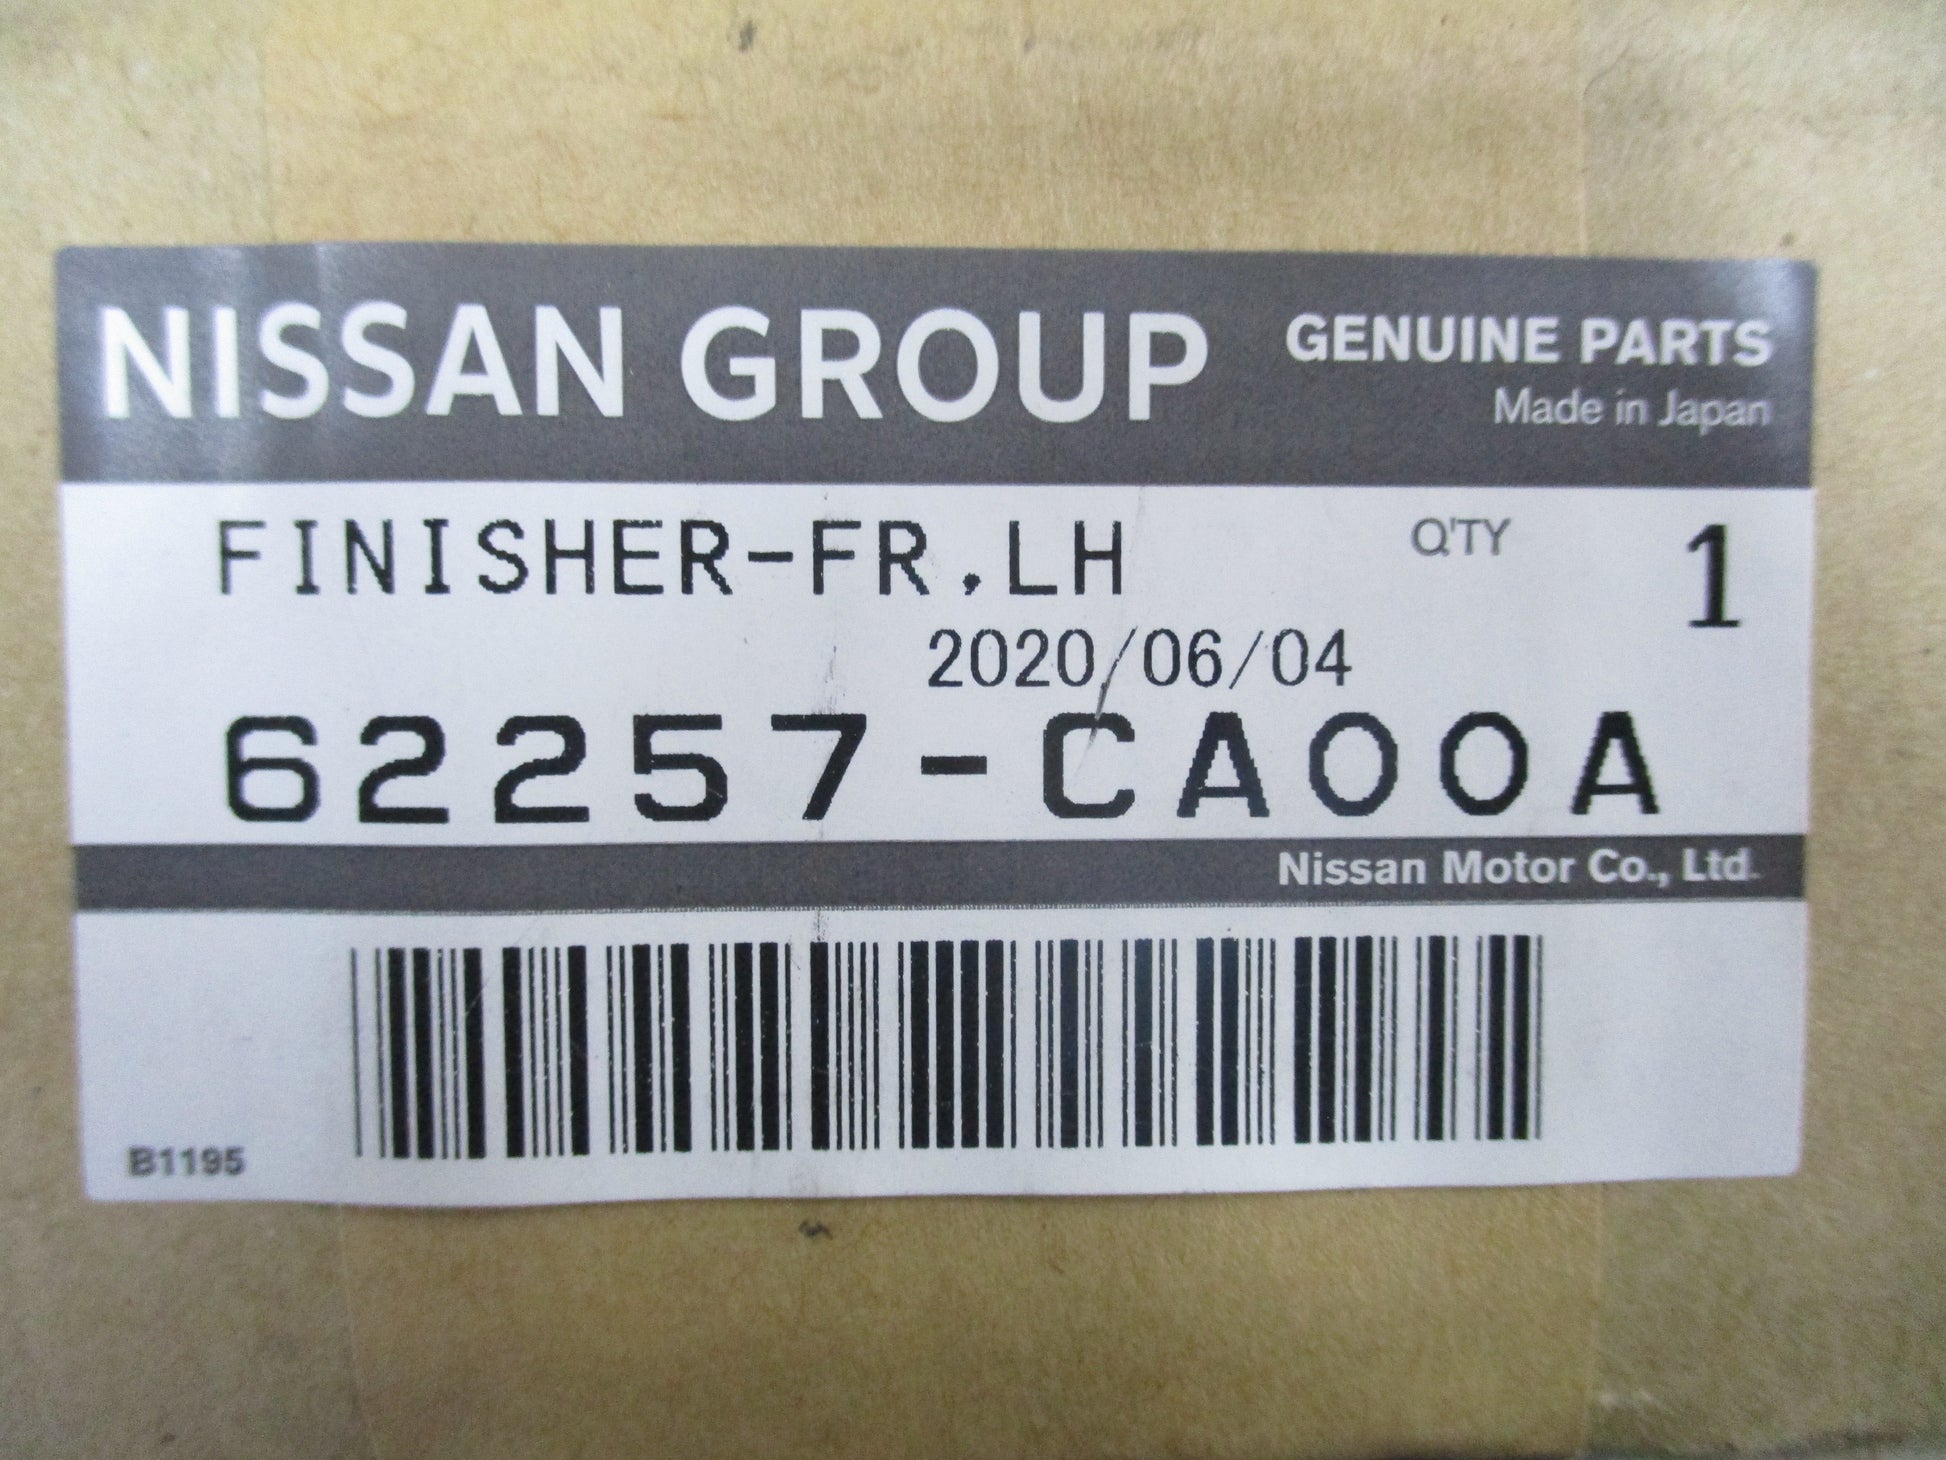 NISSAN GROUP GENUINE PARTS
Made in Japan
FINISHER-FR,LH Q'TY 1
2020/06/04
62257-CA00A
Nissan Motor Co., Ltd.
B1195